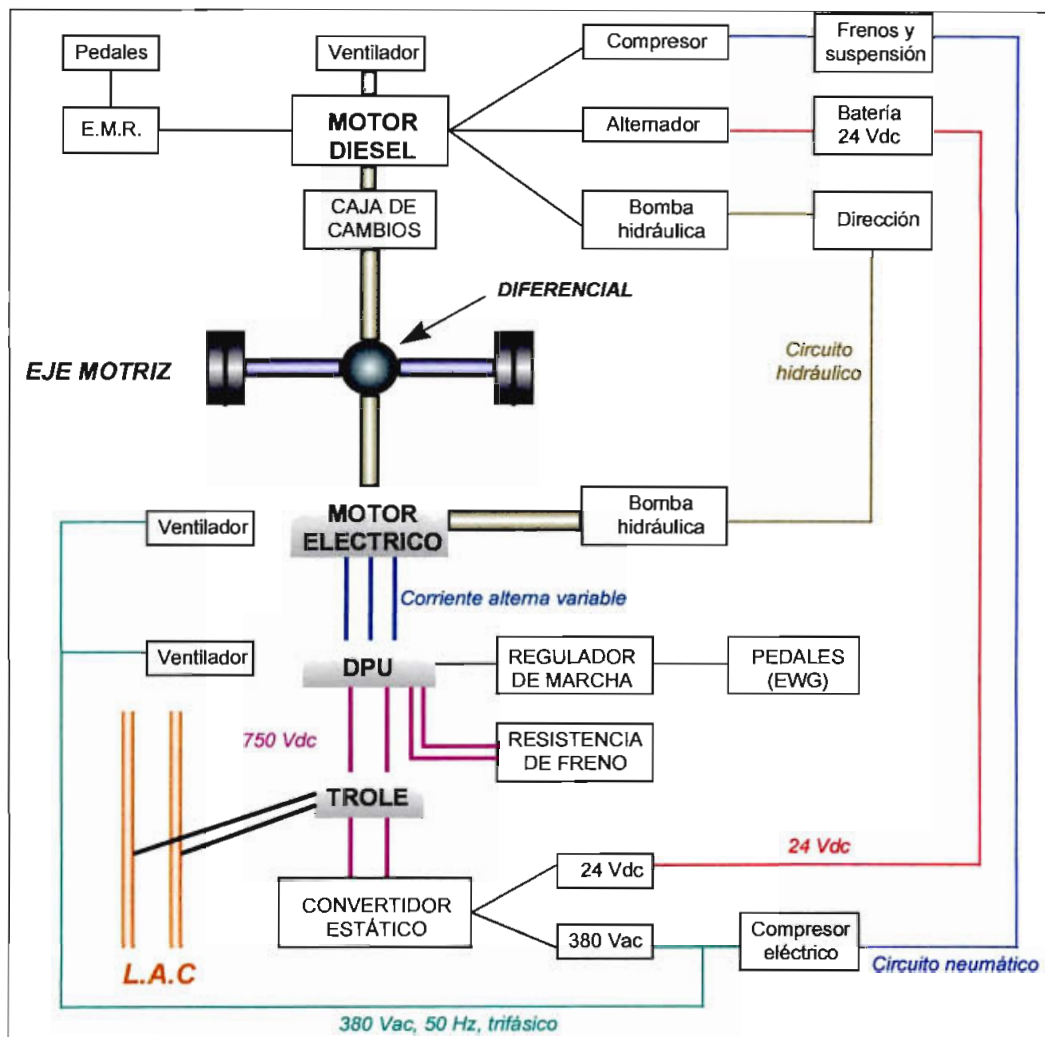 Pedales
Ventilador
Compresor
Frenos y
suspensión
E.M.R.
MOTOR
DIESEL
Alternador
Batería
24 Vdc
CAJA DE
CAMBIOS
Bomba
hidráulica
Dirección
DIFERENCIAL
EJE MOTRIZ
Circuito
hidráulico
Ventilador
MOTOR
ELECTRICO
Bomba
hidráulica
Corriente alterna variable
Ventilador
DPU
REGULADOR
DE MARCHA
PEDALES
(EWG)
750 Vdc
RESISTENCIA
DE FRENO
TROLE
24 Vdc
24 Vdc
CONVERTIDOR
ESTÁTICO
380 Vac
Compresor
eléctrico
L.A.C
Circuito neumático
380 Vac, 50 Hz, trifásico